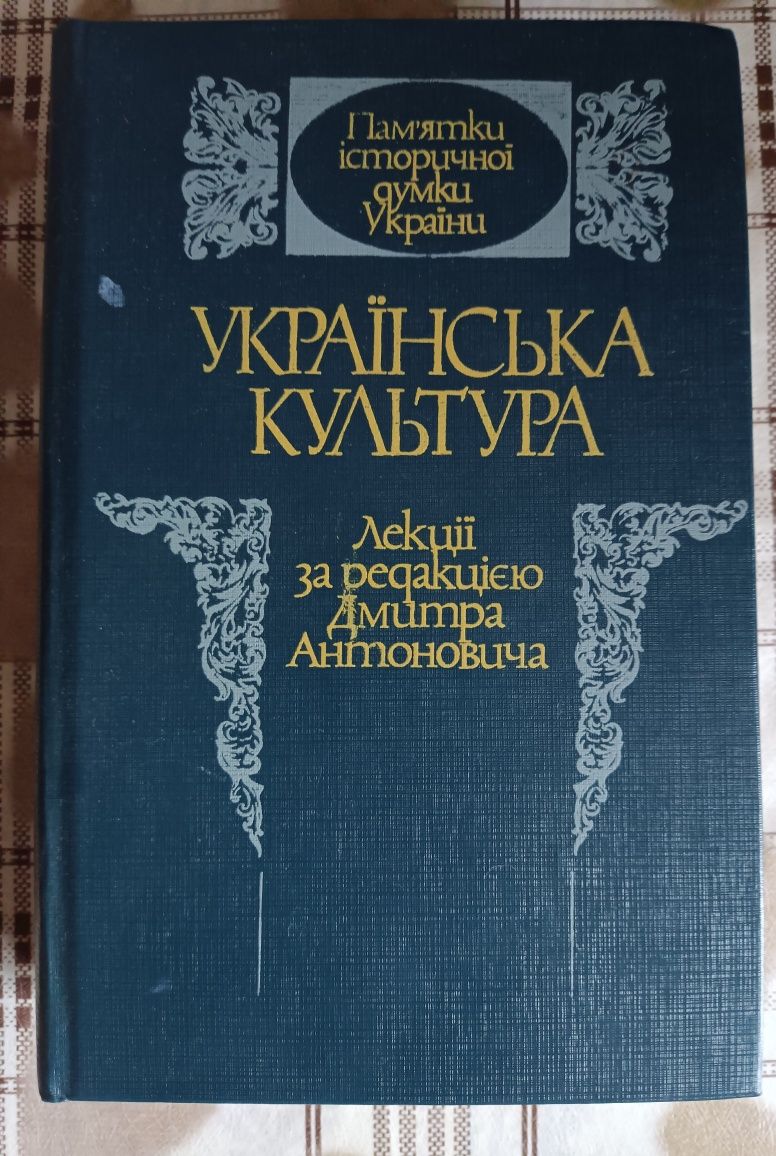 Пам'ятки
історичної
думки
України
УКРАЇНСЬКА
КУЛЬТУРА
Лекції
за редакцією
Дмитра
Антоновича